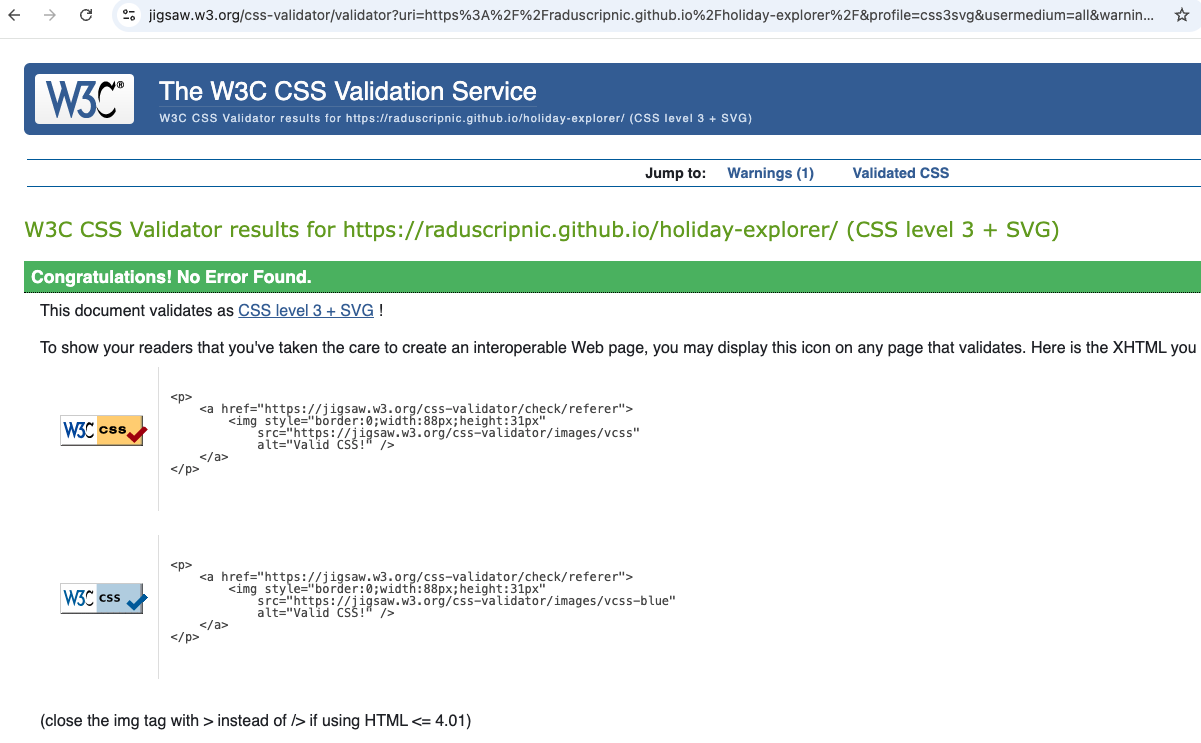 jigsaw.w3.org/css-validator/validator?uri=https%3A%2F%2Fraduscripnic.github.io%2Fholiday-explorer%2F&profile=css3svg&usermedium=all&warnin...
W3C®
The W3C CSS Validation Service
W3C CSS Validator results for https://raduscripnic.github.io/holiday-explorer/ (CSS level 3 + SVG)
Jump to: Warnings (1) Validated CSS
W3C CSS Validator results for https://raduscripnic.github.io/holiday-explorer/ (CSS level 3 + SVG)
Congratulations! No Error Found.
This document validates as CSS level 3 + SVG !
To show your readers that you've taken the care to create an interoperable Web page, you may display this icon on any page that validates. Here is the XHTML you
W3C css
<p>
<a href="https://jigsaw.w3.org/css-validator/check/referer">
<img style="border:0;width:88px;height:31px"
src="https://jigsaw.w3.org/css-validator/images/vcss"
alt="Valid CSS!" />
</a>
</p>
W3C css
<p>
<a href="https://jigsaw.w3.org/css-validator/check/referer">
<img style="border:0;width:88px;height:31px"
src="https://jigsaw.w3.org/css-validator/images/vcss-blue"
alt="Valid CSS!" />
</a>
</p>
(close the img tag with > instead of /> if using HTML <= 4.01)